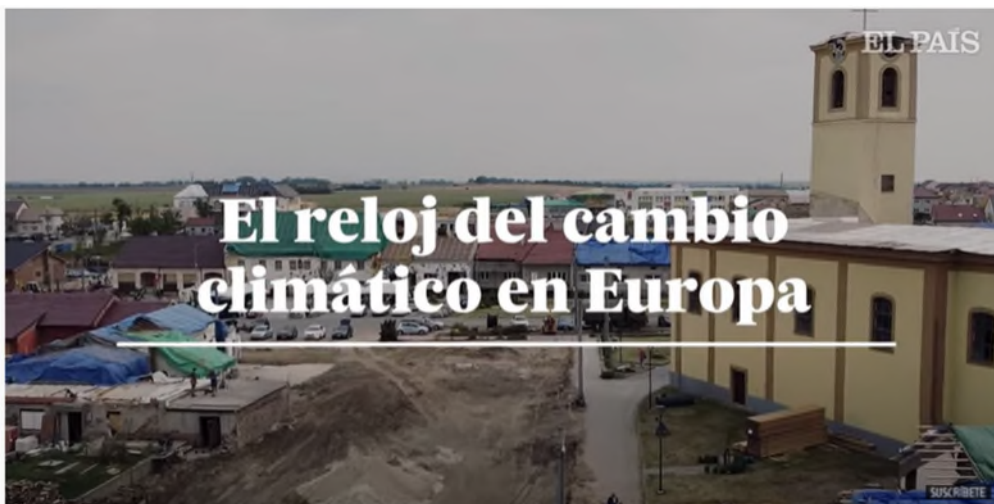 EL PAÍS
El reloj del cambio
climático en Europa
SUSCRÍBETE